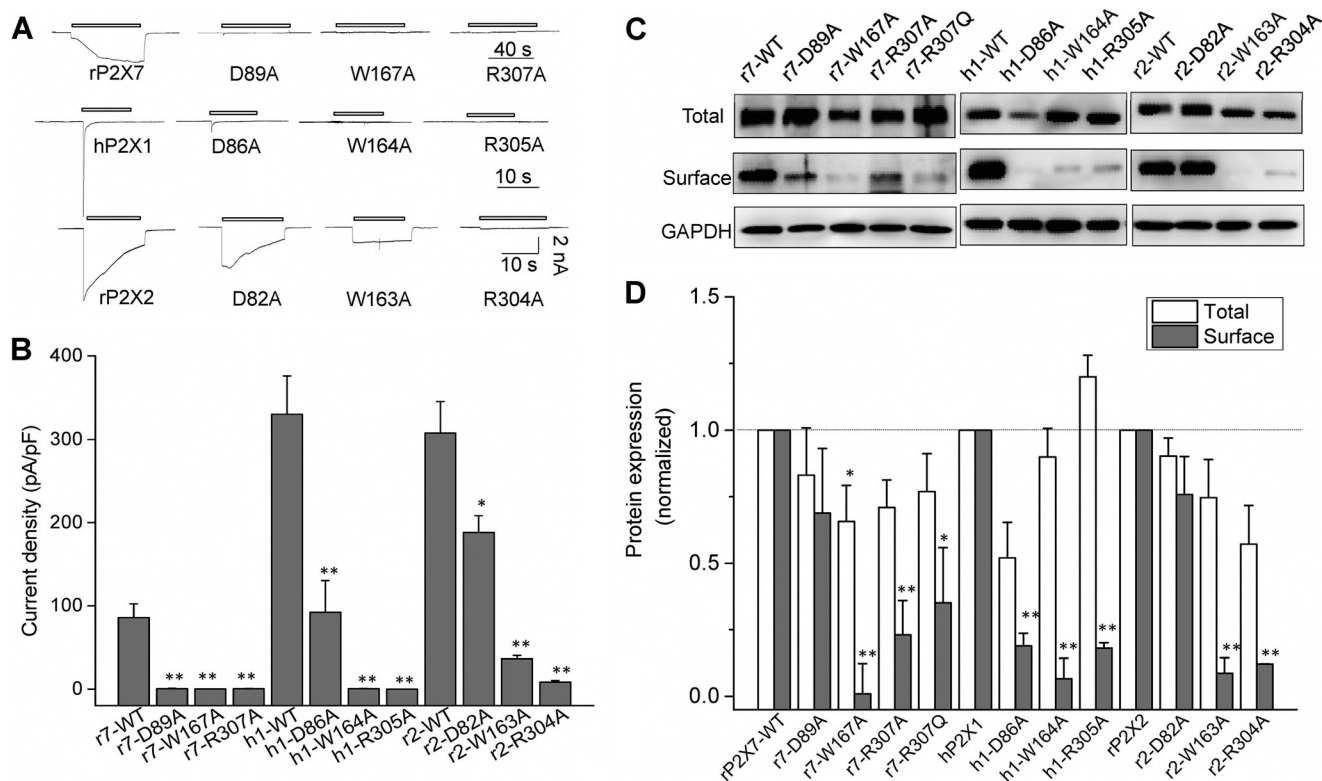 A
rP2X7 D89A W167A R307A
40 s
hP2X1 D86A W164A R305A
10 s
rP2X2 D82A W163A R304A
10 s
2 nA
B
Current density (pA/pF)
400
300
200
100
0
** ** ** ** ** ** * ** **
r7-WT r7-D89A r7-W167A r7-R307A h1-WT h1-D86A h1-W164A h1-R305A r2-WT r2-D82A r2-W163A r2-R304A
C
r7-WT r7-D89A r7-W167A r7-R307A r7-R307Q h1-WT h1-D86A h1-W164A h1-R305A r2-WT r2-D82A r2-W163A r2-R304A
Total
Surface
GAPDH
D
Protein expression
(normalized)
1.5
1.0
0.5
0.0
Total
Surface
* ** ** * ** ** ** ** **
rP2X7-WT r7-D89A r7-W167A r7-R307A r7-R307Q hP2X1 h1-D86A h1-W164A h1-R305A rP2X2 r2-D82A r2-W163A r2-R304A